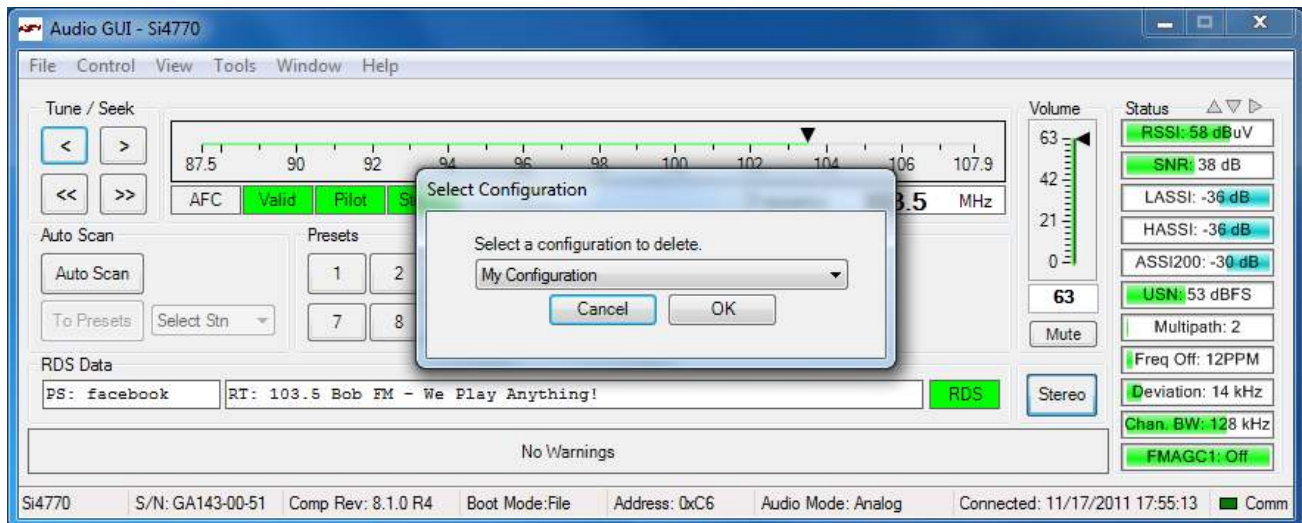 Audio GUI - Si4770
File Control View Tools Window Help
Tune / Seek
< >
<< >>
87.5 90 92 94 96 98 100 102 104 106 107.9
AFC Valid Pilot 3.5 MHz
Auto Scan
Auto Scan
To Presets Select Stn
Presets
1 2
7 8
Select Configuration
Select a configuration to delete.
My Configuration
Cancel OK
Volume
63
42
21
0
63
Mute
Stereo
Status
RSSI: 58 dBuV
SNR: 38 dB
LASSI: -36 dB
HASSI: -36 dB
ASSI200: -30 dB
USN: 53 dBFS
Multipath: 2
Freq Off: 12PPM
Deviation: 14 kHz
Chan. BW: 128 kHz
FMAGC1: Off
RDS Data
PS: facebook RT: 103.5 Bob FM - We Play Anything! RDS
No Warnings
Si4770 S/N: GA143-00-51 Comp Rev: 8.1.0 R4 Boot Mode:File Address: 0xC6 Audio Mode: Analog Connected: 11/17/2011 17:55:13 Comm